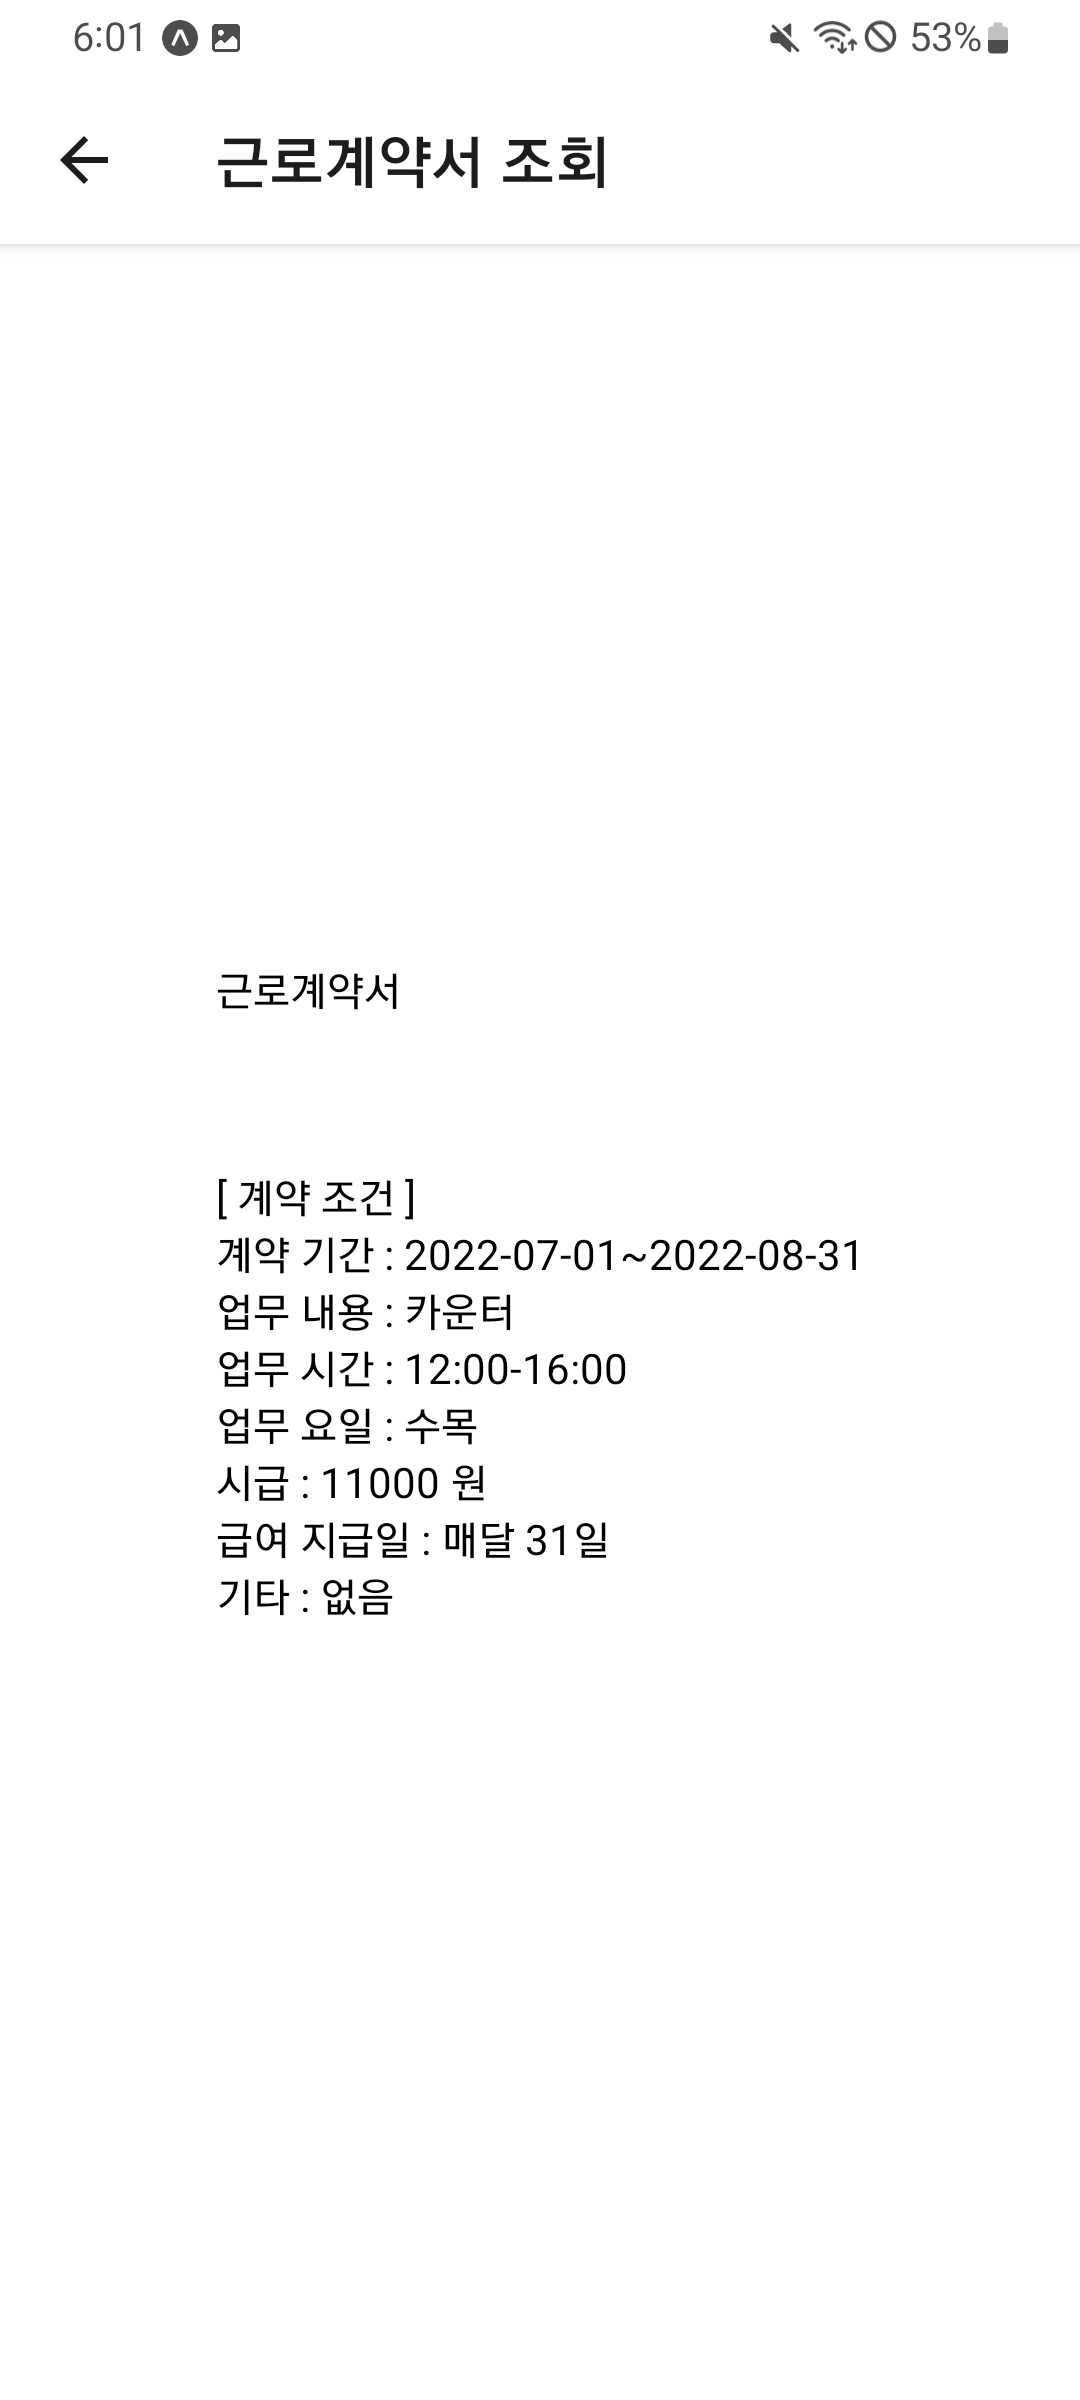 6:01 53%
근로계약서 조회
근로계약서
[ 계약 조건 ]
계약 기간 : 2022-07-01~2022-08-31
업무 내용 : 카운터
업무 시간 : 12:00-16:00
업무 요일 : 수목
시급 : 11000 원
급여 지급일 : 매달 31일
기타 : 없음